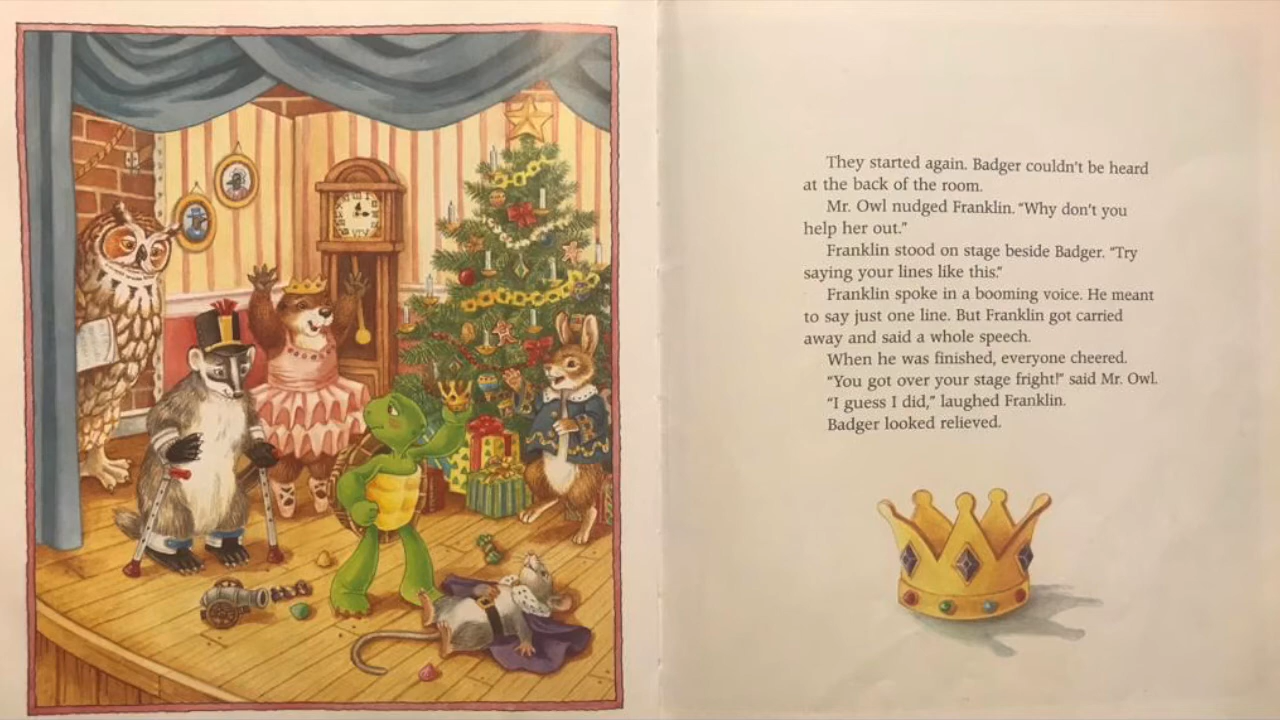 They started again. Badger couldn't be heard
at the back of the room.
Mr. Owl nudged Franklin. "Why don't you
help her out."
Franklin stood on stage beside Badger. "Try
saying your lines like this."
Franklin spoke in a booming voice. He meant
to say just one line. But Franklin got carried
away and said a whole speech.
When he was finished, everyone cheered.
"You got over your stage fright!" said Mr. Owl.
"I guess I did," laughed Franklin.
Badger looked relieved.